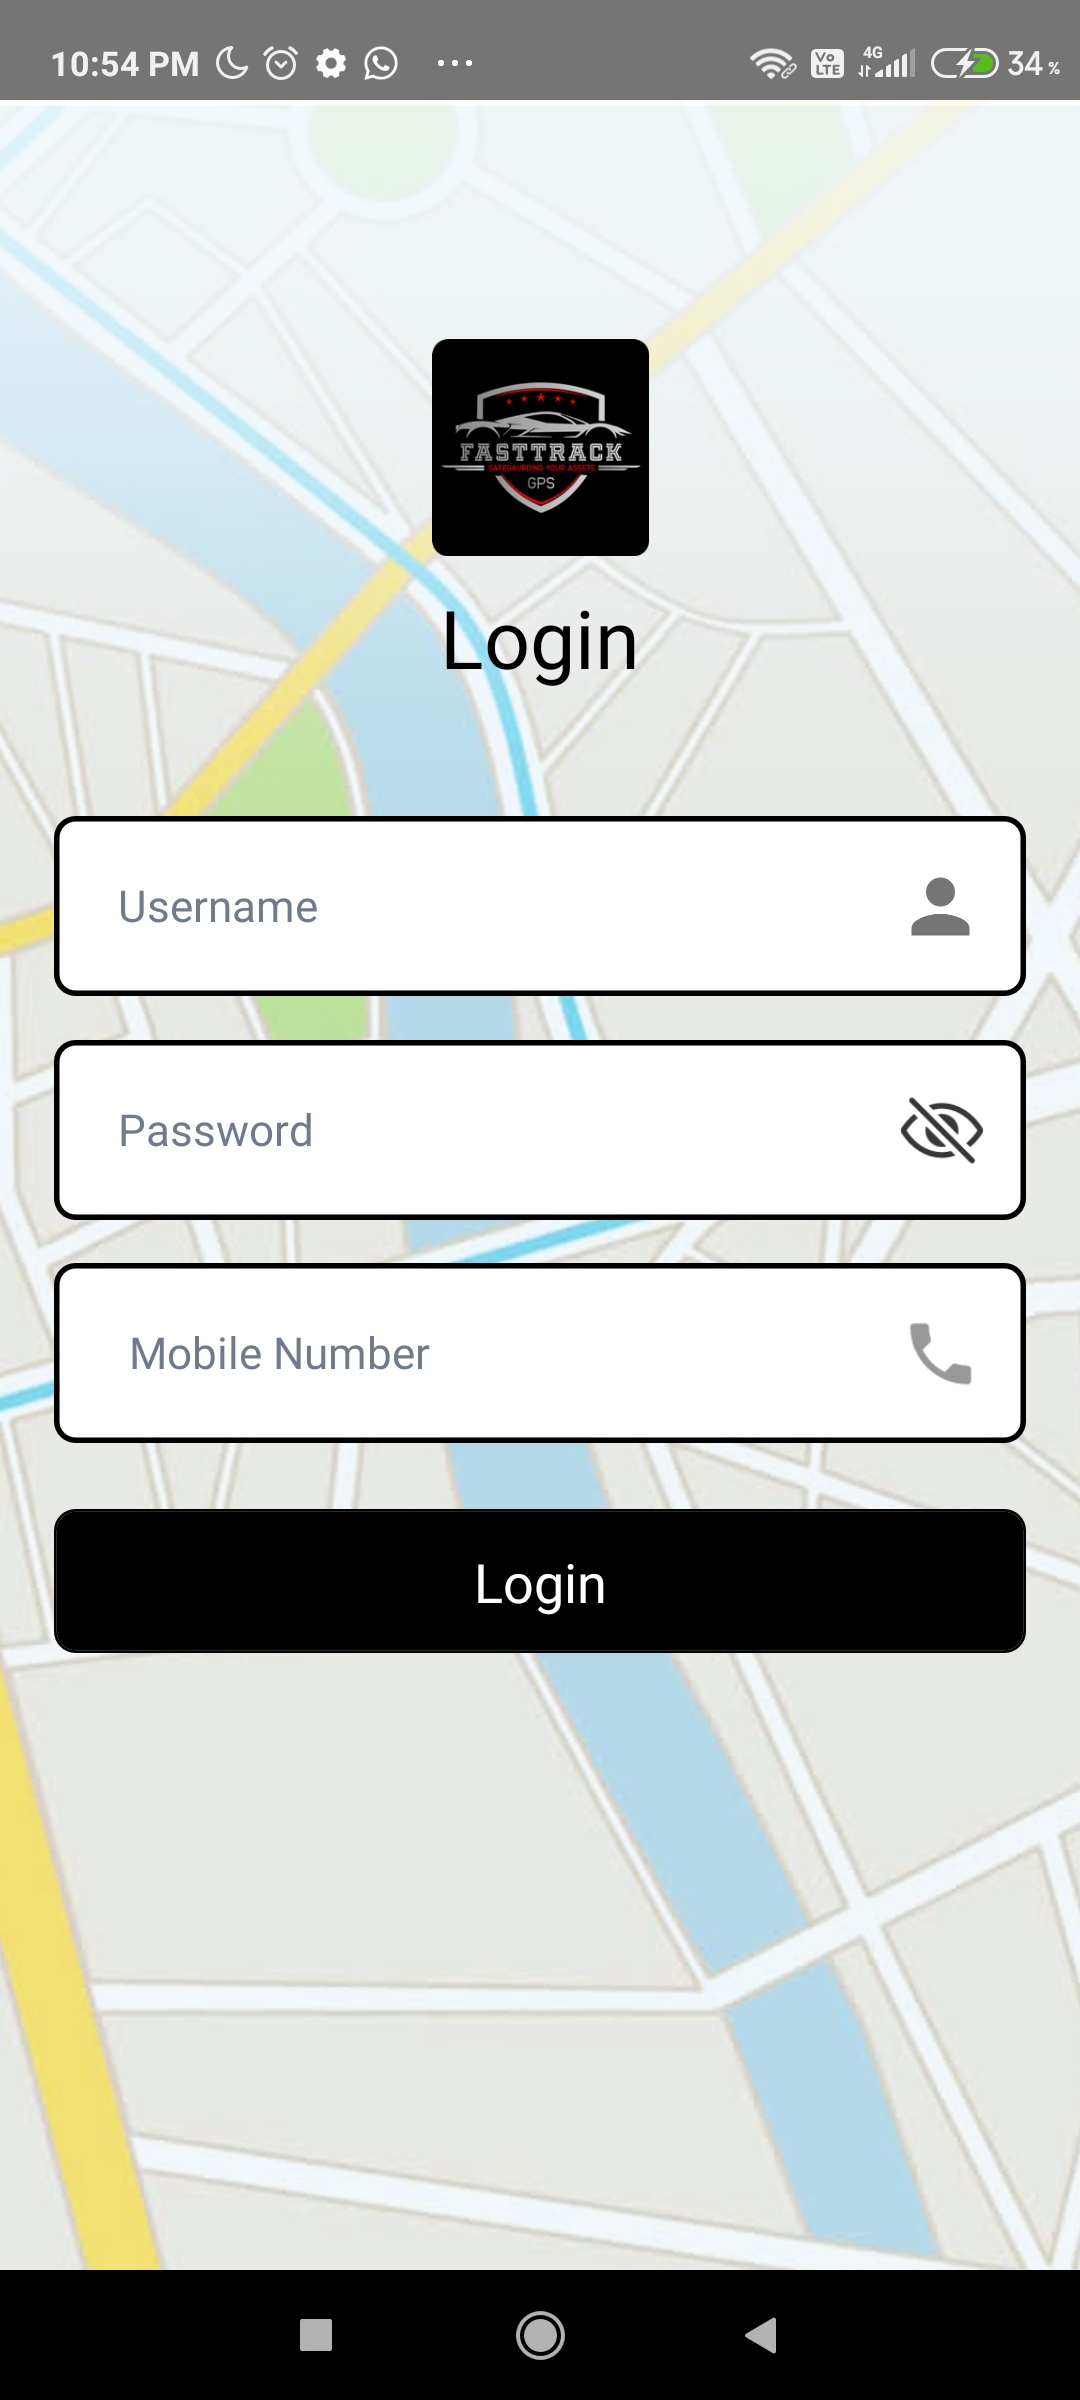 10:54 PM
Vo
LTE
4G
34 %
FASTTRACK
SAFEGAURDING YOUR ASSETS
GPS
Login
Username
Password
Mobile Number
Login